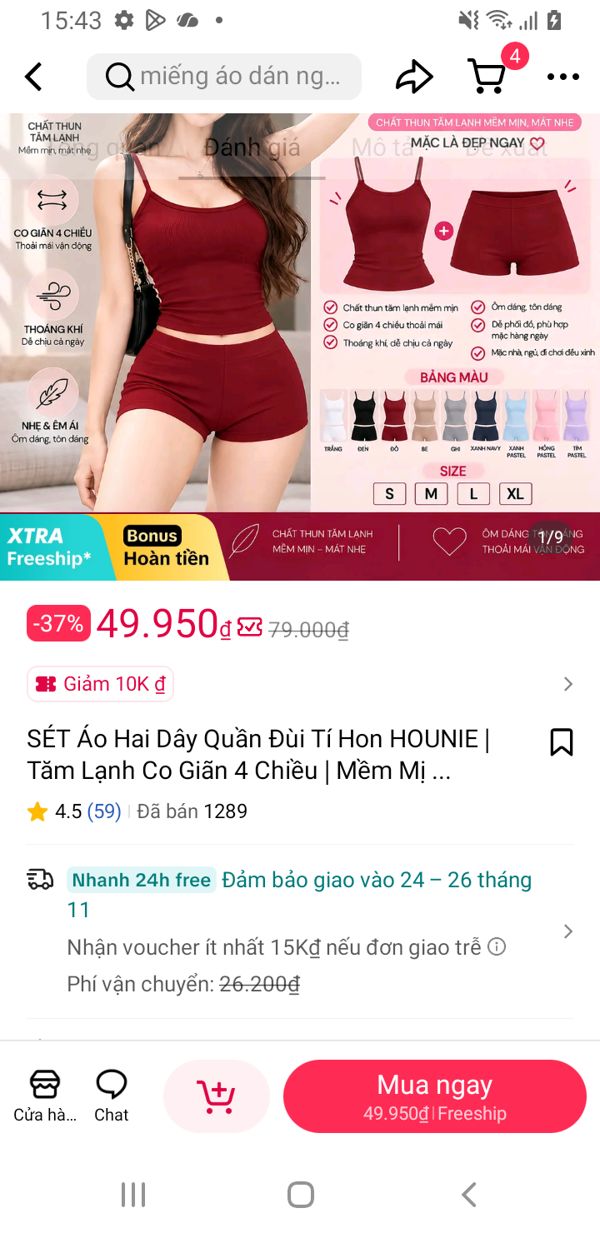 15:43
4
miếng áo dán ng...
CHẤT THUN
TĂM LẠNH
Mềm mịn, mát nhẹ
Đánh giá
Mô tả
Đề xuất
CO GIÃN 4 CHIỀU
Thoải mái vận động
THOÁNG KHÍ
Dễ chịu cả ngày
NHẸ & ÊM ÁI
Ôm dáng, tôn dáng
CHẤT THUN TĂM LẠNH MỀM MỊN, MÁT NHẸ
MẶC LÀ ĐẸP NGAY
+
Chất thun tăm lạnh mềm mịn
Co giãn 4 chiều thoải mái
Thoáng khí, dễ chịu cả ngày
Ôm dáng, tôn dáng
Dễ phối đồ, phù hợp
mặc hàng ngày
Mặc nhà, ngủ, đi chơi đều xinh
BẢNG MÀU
TRẮNG
ĐEN
ĐỎ
BE
GHI
XANH NAVY
XANH
PASTEL
HỒNG
PASTEL
TÍM
PASTEL
SIZE
S
M
L
XL
XTRA
Freeship*
Bonus
Hoàn tiền
CHẤT THUN TĂM LẠNH
MỀM MỊN – MÁT NHẸ
ÔM DÁNG TÔN DÁNG
THOẢI MÁI VẬN ĐỘNG
1/9
-37% 49.950₫ 79.000₫
Giảm 10K ₫
SÉT Áo Hai Dây Quần Đùi Tí Hon HOUNIE |
Tăm Lạnh Co Giãn 4 Chiều | Mềm Mị ...
4.5 (59) Đã bán 1289
Nhanh 24h free Đảm bảo giao vào 24 – 26 tháng
11
Nhận voucher ít nhất 15K₫ nếu đơn giao trễ
Phí vận chuyển: 26.200₫
Cửa hà...
Chat
Mua ngay
49.950₫ | Freeship